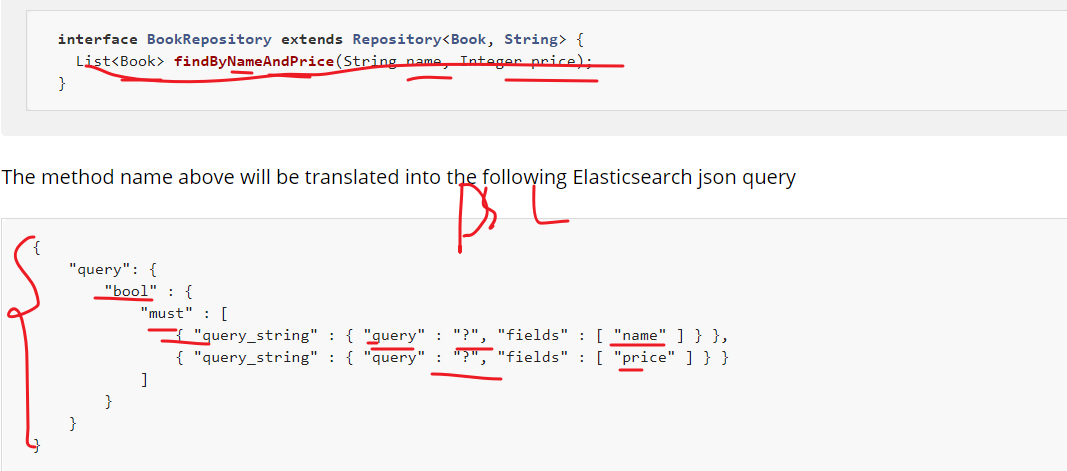 interface BookRepository extends Repository<Book, String> {
  List<Book> findByNameAndPrice(String name, Integer price);
}
The method name above will be translated into the following Elasticsearch json query
{
    "query": {
        "bool" : {
            "must" : [
                { "query_string" : { "query" : "?", "fields" : [ "name" ] } },
                { "query_string" : { "query" : "?", "fields" : [ "price" ] } }
            ]
        }
    }
}